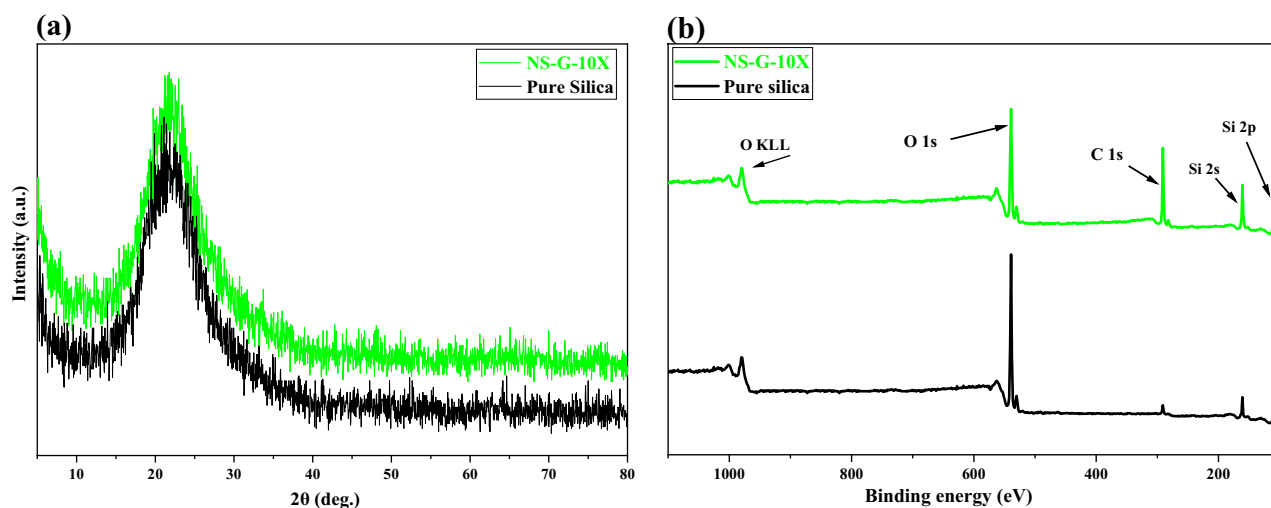 (a)
NS-G-10X
Pure Silica
Intensity (a.u.)
10 20 30 40 50 60 70 80
2θ (deg.)
(b)
NS-G-10X
Pure silica
O KLL
O 1s
C 1s
Si 2s
Si 2p
1000 800 600 400 200
Binding energy (eV)